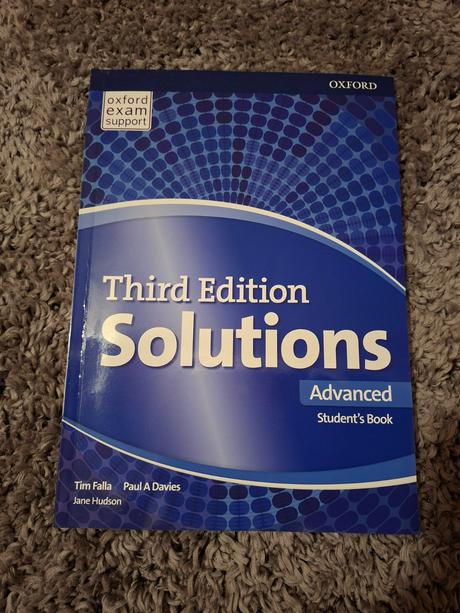 OXFORD
oxford
exam
support
Third Edition
Solutions
Advanced
Student's Book
Tim Falla Paul A Davies
Jane Hudson